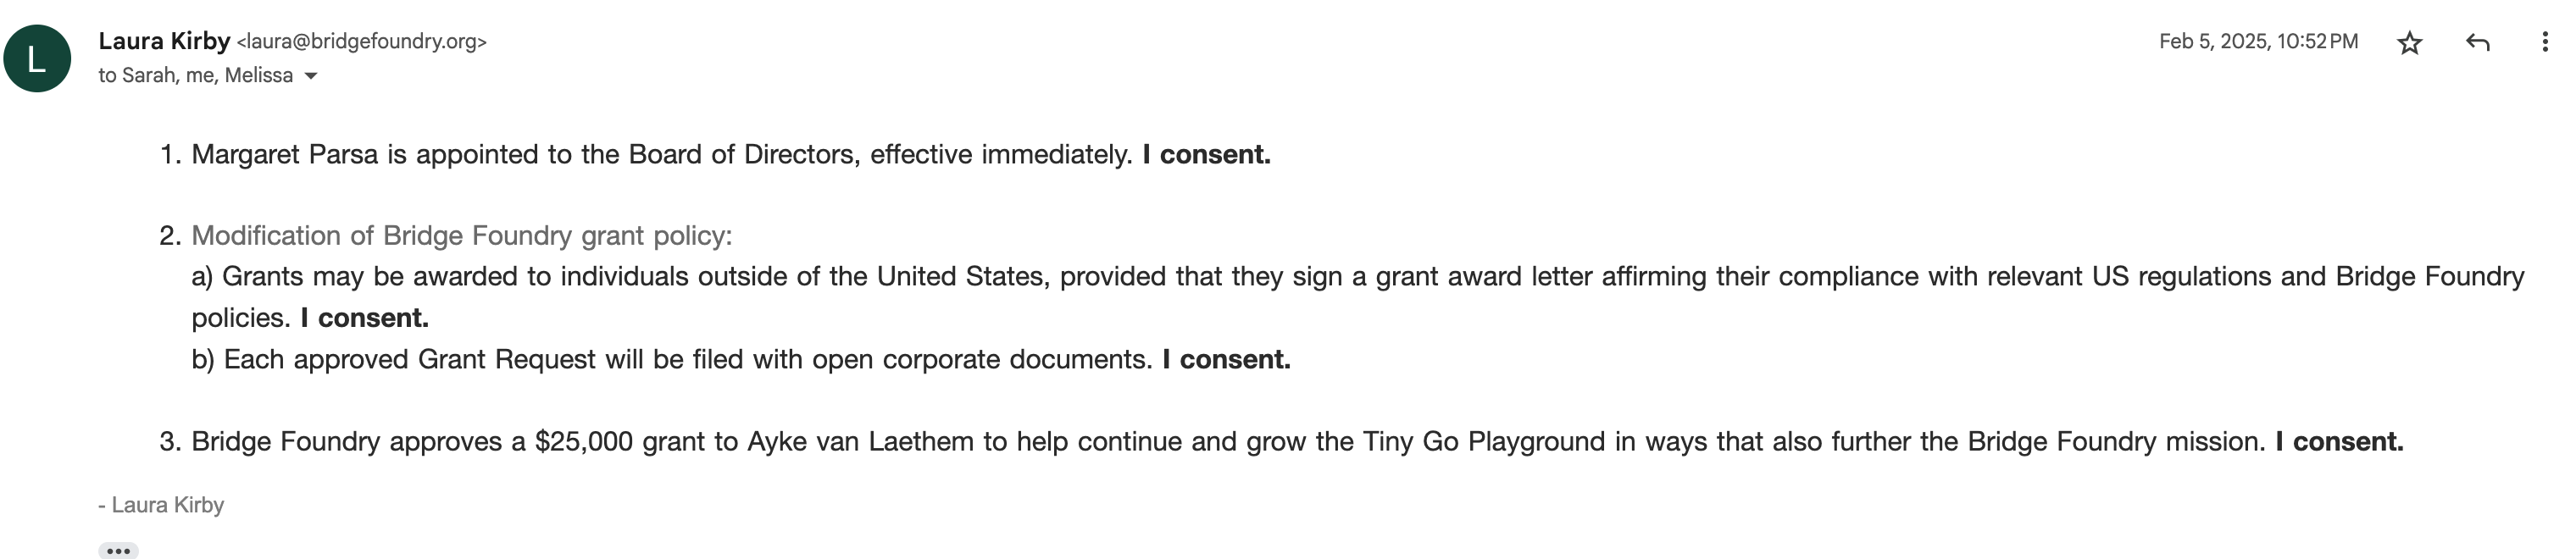 L
Laura Kirby <laura@bridgefoundry.org>
Feb 5, 2025, 10:52 PM
to Sarah, me, Melissa
1. Margaret Parsa is appointed to the Board of Directors, effective immediately. I consent.
2. Modification of Bridge Foundry grant policy:
a) Grants may be awarded to individuals outside of the United States, provided that they sign a grant award letter affirming their compliance with relevant US regulations and Bridge Foundry
policies. I consent.
b) Each approved Grant Request will be filed with open corporate documents. I consent.
3. Bridge Foundry approves a $25,000 grant to Ayke van Laethem to help continue and grow the Tiny Go Playground in ways that also further the Bridge Foundry mission. I consent.
- Laura Kirby